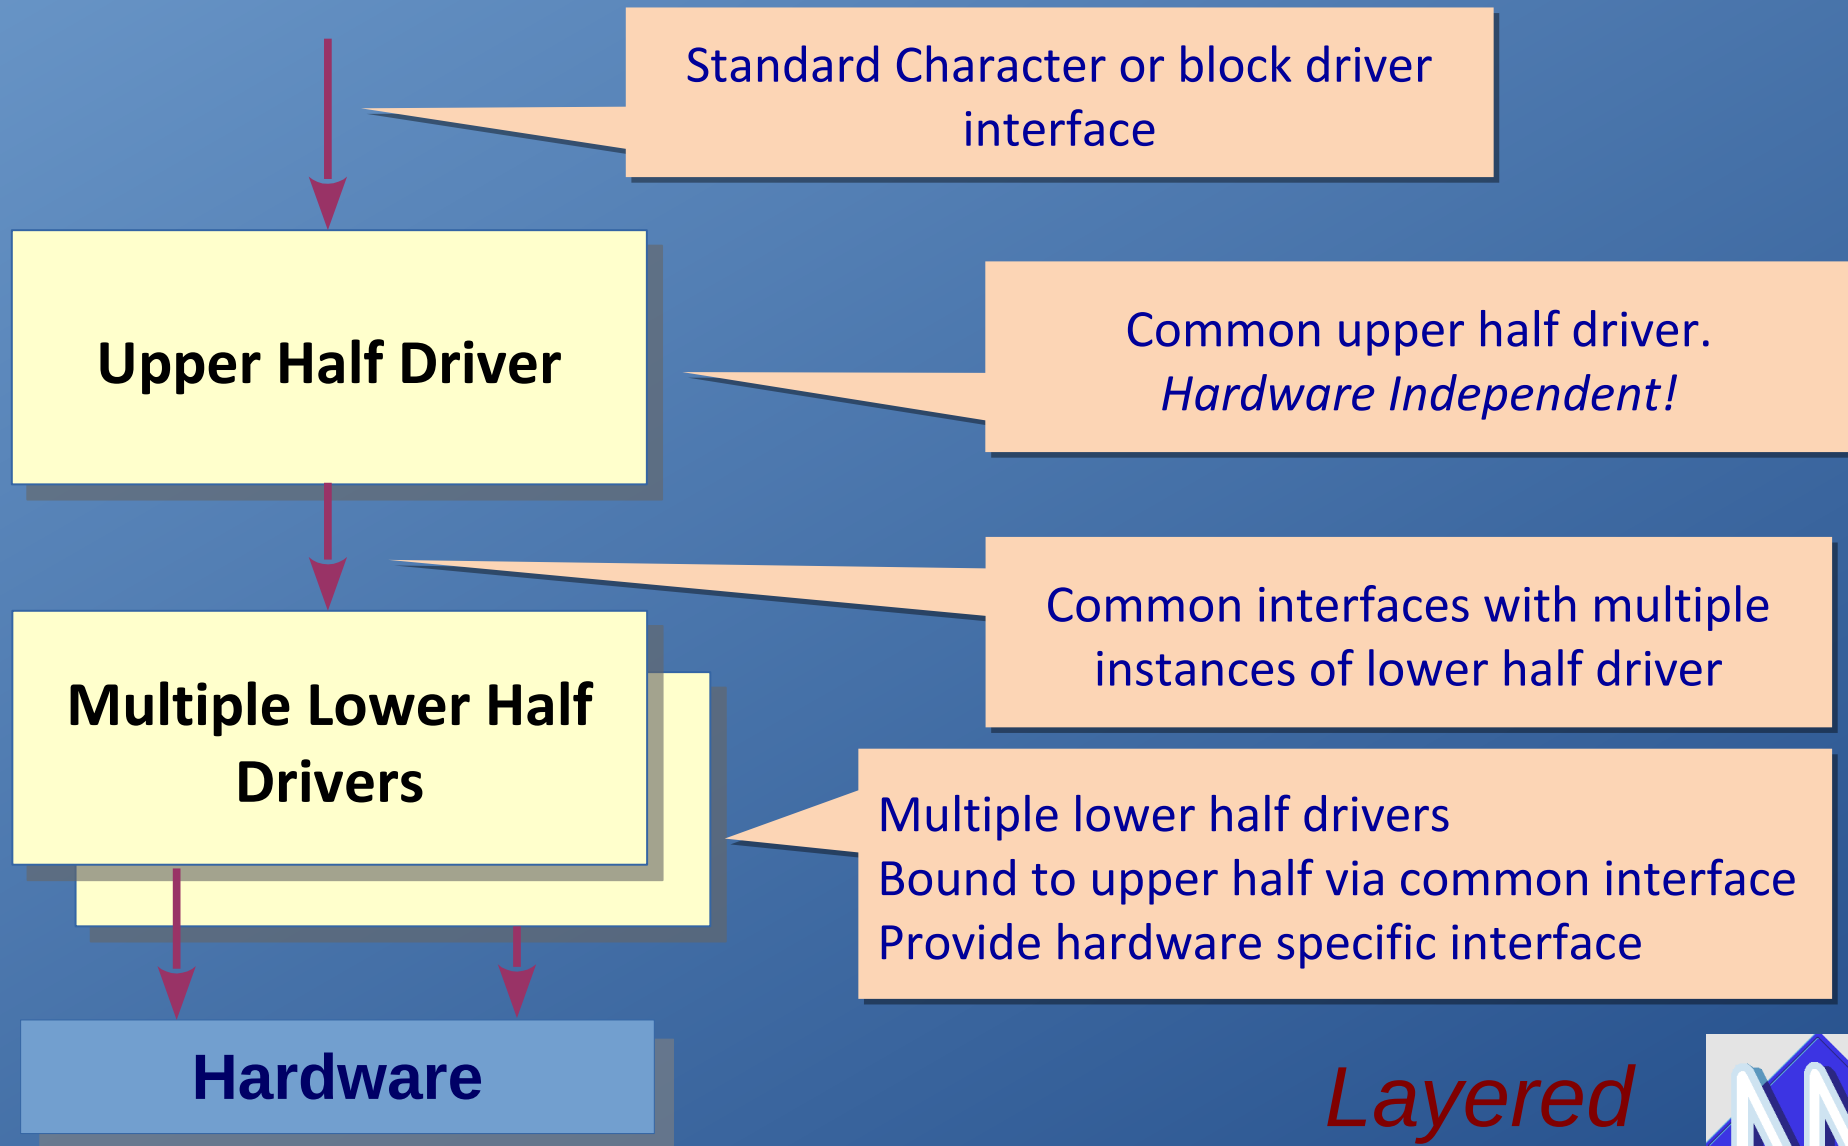 Standard Character or block driver
interface
Upper Half Driver
Common upper half driver.
Hardware Independent!
Common interfaces with multiple
instances of lower half driver
Multiple Lower Half
Drivers
Multiple lower half drivers
Bound to upper half via common interface
Provide hardware specific interface
Hardware
Layered